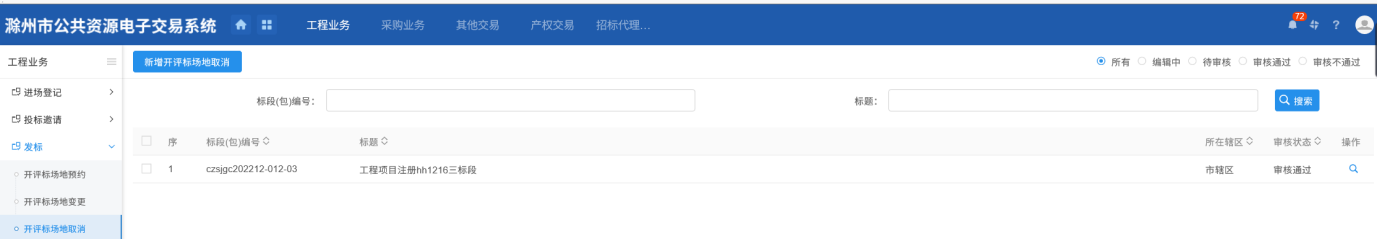 滁州市公共资源电子交易系统 工程业务 采购业务 其他交易 产权交易 招标代理... 72 ?
工程业务 新增开评标场地取消 所有 编辑中 待审核 审核通过 审核不通过
进场登记 标段(包)编号: 标题: 搜索
投标邀请
发标 序 标段(包)编号 标题 所在辖区 审核状态 操作
开评标场地预约 1 czsjgc202212-012-03 工程项目注册hh1216三标段 市辖区 审核通过
开评标场地变更
开评标场地取消